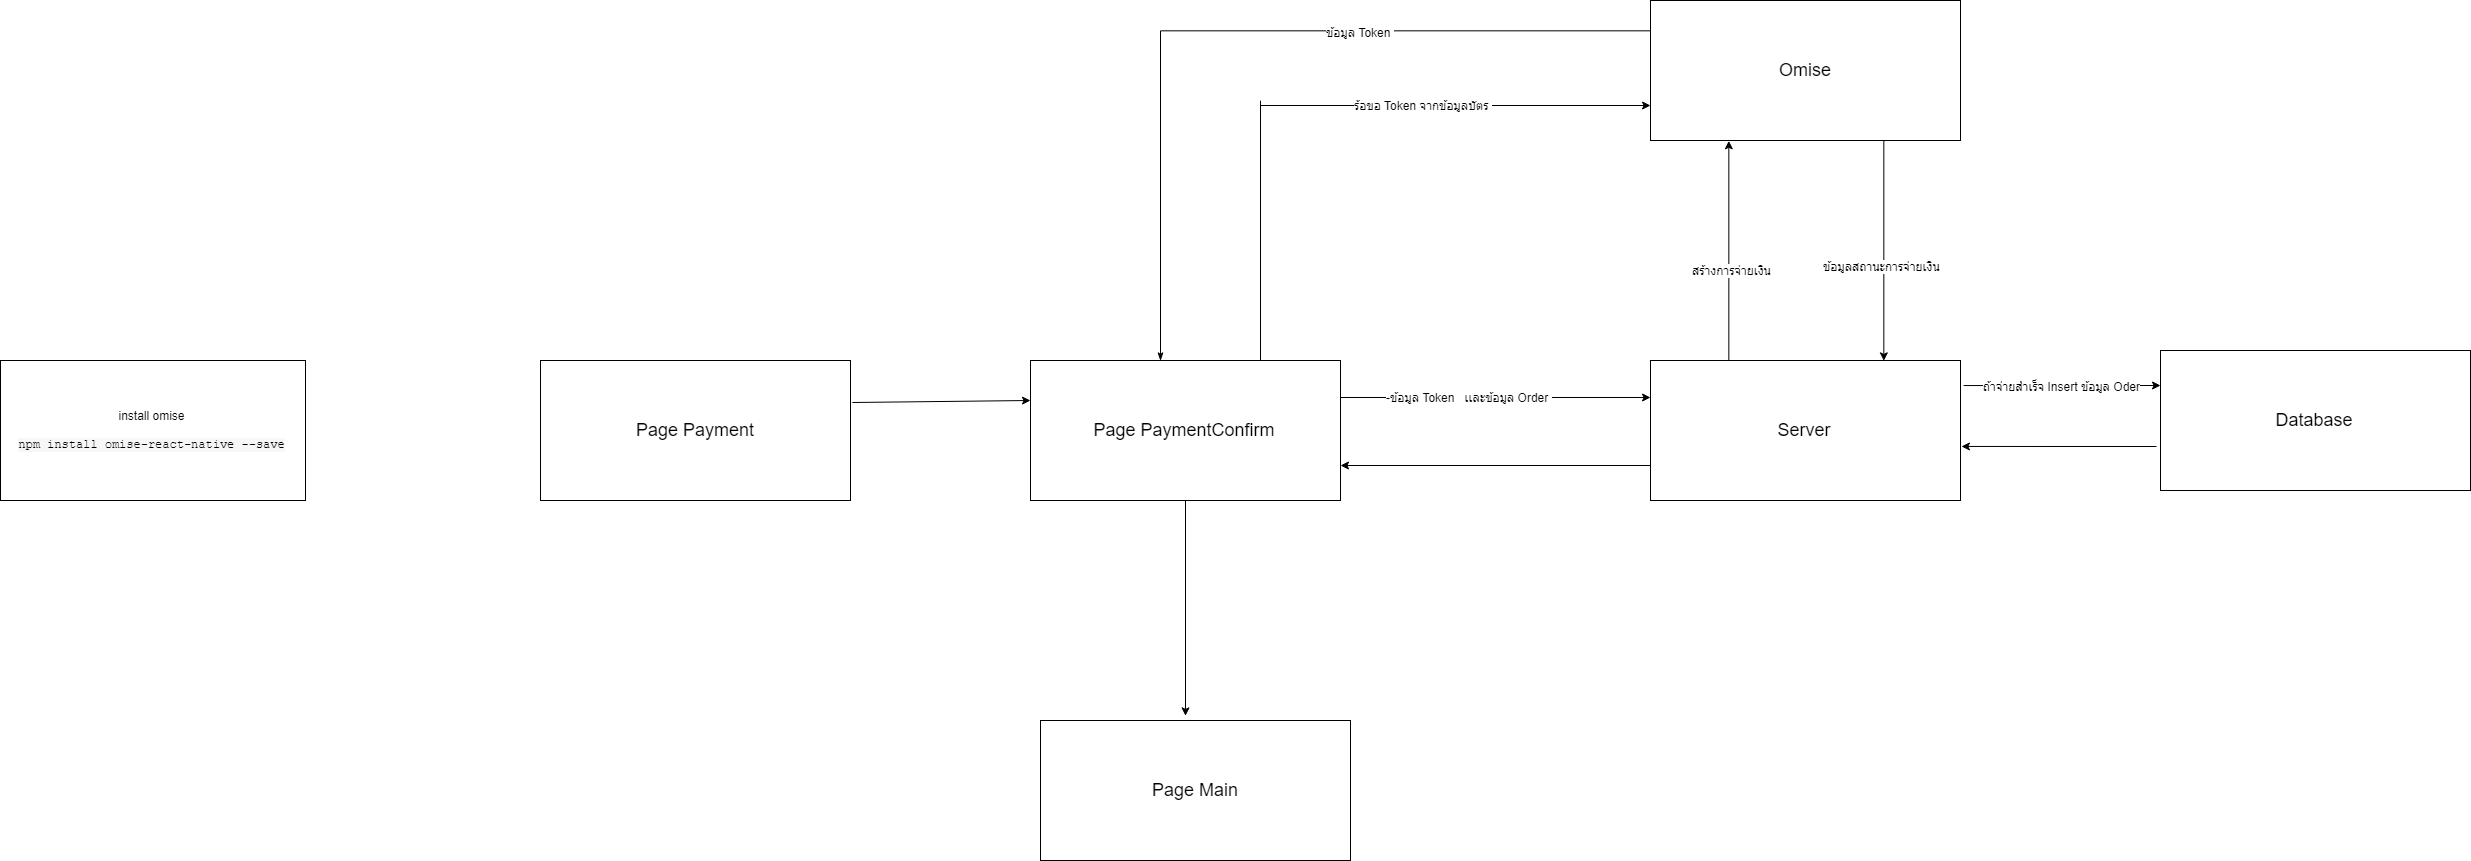 ข้อมูล Token
Omise
ร้อขอ Token จากข้อมูลบัตร
สร้างการจ่ายเงิน
ข้อมูลสถานะการจ่ายเงิน
install omise
npm install omise-react-native --save
Page Payment
Page PaymentConfirm
-ข้อมูล Token และข้อมูล Order
Server
ถ้าจ่ายสำเร็จ Insert ข้อมูล Oder
Database
Page Main